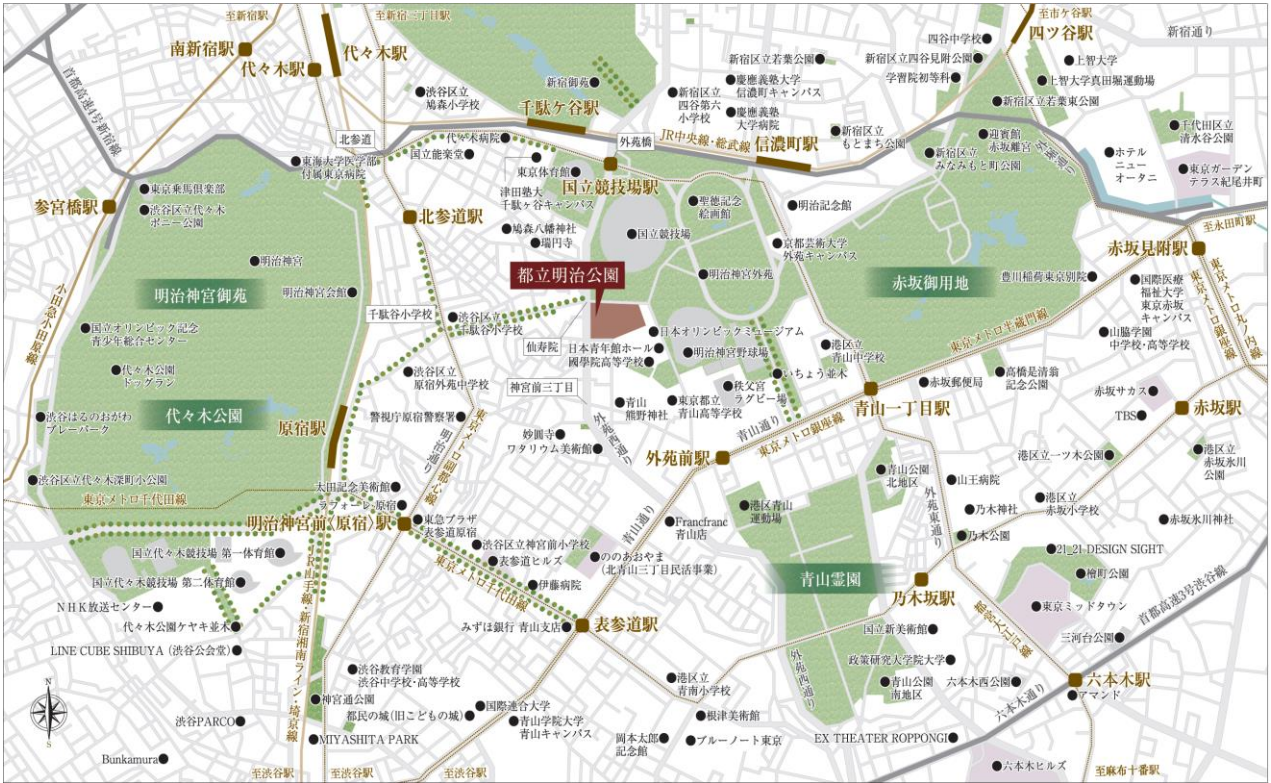 至新宿駅
至新宿三丁目駅
至市ケ谷駅
南新宿駅
代々木駅
代々木駅
四ツ谷駅
新宿通り
四谷中学校
上智大学
新宿区立若葉公園
新宿区立四谷見附公園
学習院初等科
上智大学真田堀運動場
首都高速4号新宿線
渋谷区立
鳩森小学校
新宿御苑
新宿区立
四谷第六
小学校
慶應義塾大学
信濃町キャンパス
慶應義塾
大学病院
新宿区立若葉東公園
千駄ケ谷駅
北参道
代々木病院
国立能楽堂
外苑橋
JR中央線・総武線
信濃町駅
新宿区立
もとまち公園
迎賓館
赤坂離宮
外堀通り
千代田区立
清水谷公園
東海大学医学部
付属東京病院
東京体育館
国立競技場駅
新宿区立
みなみもと町公園
ホテル
ニュー
オータニ
東京ガーデン
テラス紀尾井町
東京乗馬倶楽部
参宮橋駅
渋谷区立代々木
ポニー公園
北参道駅
津田塾大
千駄ヶ谷キャンパス
聖徳記念
絵画館
明治記念館
至永田町駅
鳩森八幡神社
瑞円寺
国立競技場
京都芸術大学
外苑キャンパス
赤坂見附駅
明治神宮
都立明治公園
明治神宮外苑
赤坂御用地
豊川稲荷東京別院
明治神宮御苑
明治神宮会館
国際医療
福祉大学
東京赤坂
キャンパス
東京メトロ丸ノ内線
東京メトロ銀座線
小田急小田原線
千駄谷小学校
渋谷区立
千駄谷小学校
国立オリンピック記念
青少年総合センター
仙寿院
日本オリンピックミュージアム
東京メトロ半蔵門線
山脇学園
中学校・高等学校
日本青年館ホール
國學院高等学校
明治神宮野球場
港区立
青山中学校
代々木公園
ドッグラン
渋谷区立
原宿外苑中学校
神宮前三丁目
いちょう並木
秩父宮
ラグビー場
赤坂郵便局
高橋是清翁
記念公園
赤坂サカス
代々木公園
渋谷はるのおがわ
プレーパーク
原宿駅
警視庁原宿警察署
青山
熊野神社
東京都立
青山高等学校
青山一丁目駅
赤坂駅
TBS
東京メトロ副都心線
明治通り
妙圓寺
ワタリウム美術館
外苑西通り
青山通り
東京メトロ銀座線
外苑前駅
港区立一ツ木公園
港区立
赤坂氷川
公園
渋谷区立代々木深町小公園
東京メトロ千代田線
太田記念美術館
ラフォーレ原宿
青山公園
北地区
外苑東通り
山王病院
港区立
赤坂小学校
明治神宮前〈原宿〉駅
東急プラザ
表参道原宿
青山通り
Francfranc
青山店
港区青山
運動場
乃木神社
赤坂氷川神社
国立代々木競技場 第一体育館
渋谷区立神宮前小学校
表参道ヒルズ
ののあおやま
(北青山三丁目民活事業)
乃木公園
21_21 DESIGN SIGHT
国立代々木競技場 第二体育館
東京メトロ千代田線
伊藤病院
青山霊園
乃木坂駅
檜町公園
首都高速3号渋谷線
NHK放送センター
JR山手線・新宿湘南ライン・埼京線
都営大江戸線
東京ミッドタウン
代々木公園ケヤキ並木
みずほ銀行 青山支店
表参道駅
国立新美術館
三河台公園
LINE CUBE SHIBUYA(渋谷公会堂)
外苑西通り
政策研究大学院大学
渋谷教育学園
渋谷中学校・高等学校
港区立
青南小学校
青山公園
南地区
六本木西公園
六本木駅
アマンド
N
S
神宮通公園
国際連合大学
六本木通り
渋谷PARCO
都民の城(旧こどもの城)
青山学院大学
青山キャンパス
根津美術館
MIYASHITA PARK
岡本太郎
記念館
ブルーノート東京
EX THEATER ROPPONGI
Bunkamura
六本木ヒルズ
至渋谷駅
至渋谷駅
至渋谷駅
至麻布十番駅